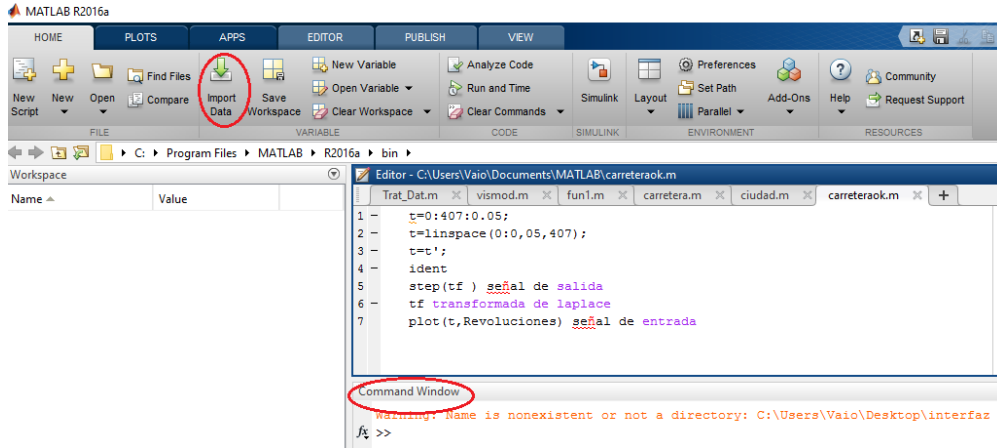 MATLAB R2016a
HOME PLOTS APPS EDITOR PUBLISH VIEW
New Script
New
Open
Find Files
Compare
Import Data
Save Workspace
New Variable
Open Variable
Clear Workspace
Analyze Code
Run and Time
Clear Commands
Simulink
Layout
Preferences
Set Path
Parallel
Add-Ons
Help
Community
Request Support
FILE VARIABLE CODE SIMULINK ENVIRONMENT RESOURCES
C: Program Files MATLAB R2016a bin
Workspace
Name Value
Editor - C:\Users\Vaio\Documents\MATLAB\carreteraok.m
Trat_Dat.m vismod.m fun1.m carretera.m ciudad.m carreteraok.m +
1 - t=0:407:0.05;
2 - t=linspace(0:0,05,407);
3 - t=t';
4 - ident
5 step(tf ) señal de salida
6 - tf transformada de laplace
7 plot(t,Revoluciones) señal de entrada
Command Window
Warning: Name is nonexistent or not a directory: C:\Users\Vaio\Desktop\interfaz
fx >>